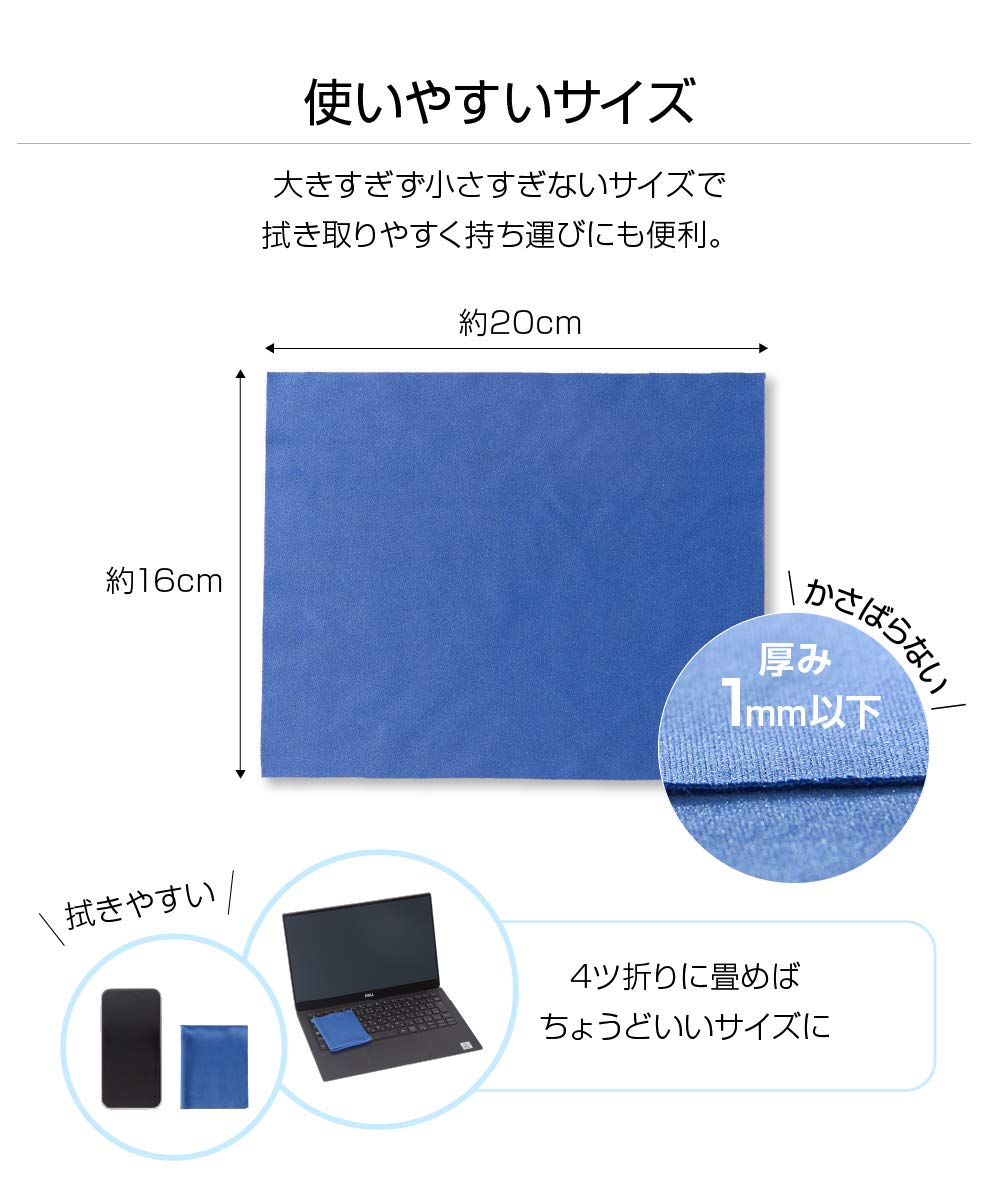 使いやすいサイズ
大きすぎず小さすぎないサイズで
拭き取りやすく持ち運びにも便利。
約20cm
約16cm
かさばらない
厚み
1mm以下
拭きやすい
DELL
4ツ折りに畳めば
ちょうどいいサイズに